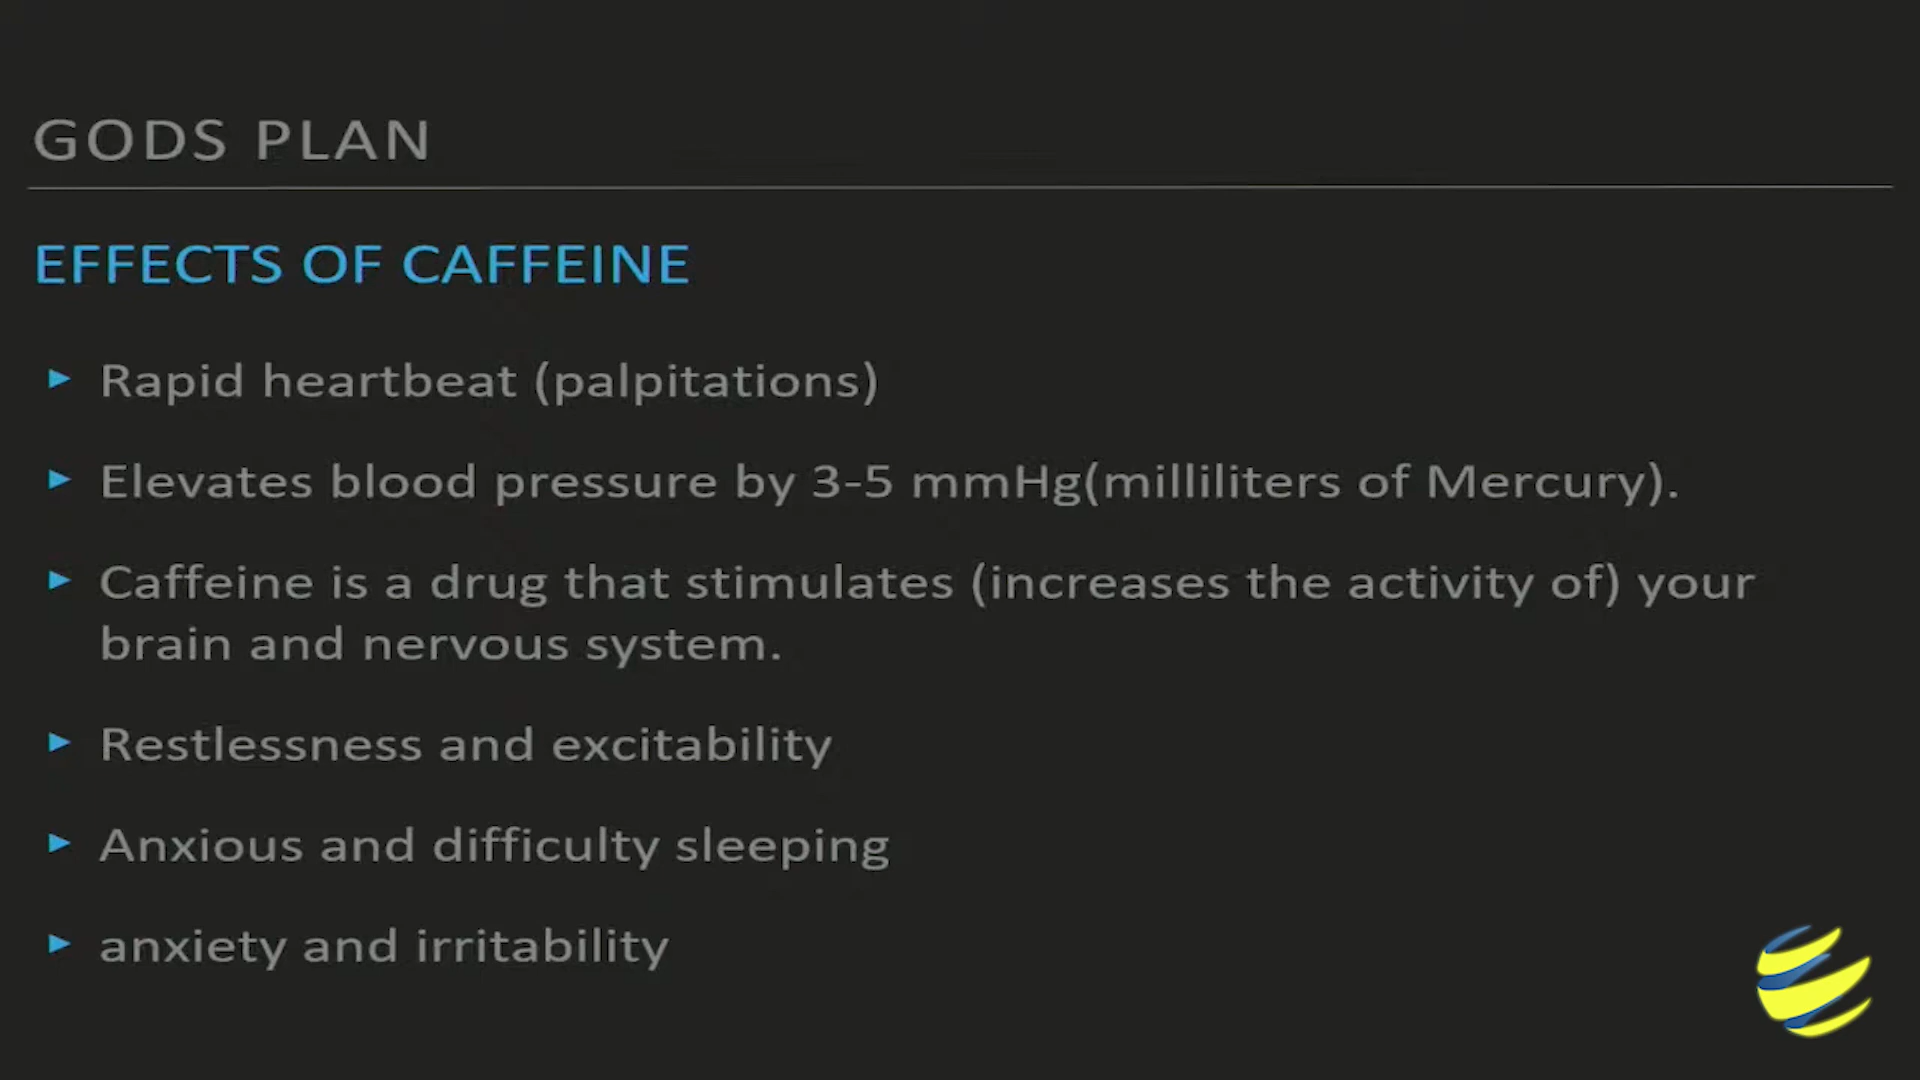 GODS PLAN
EFFECTS OF CAFFEINE
Rapid heartbeat (palpitations)
Elevates blood pressure by 3-5 mmHg(milliliters of Mercury).
Caffeine is a drug that stimulates (increases the activity of) your
brain and nervous system.
Restlessness and excitability
Anxious and difficulty sleeping
anxiety and irritability